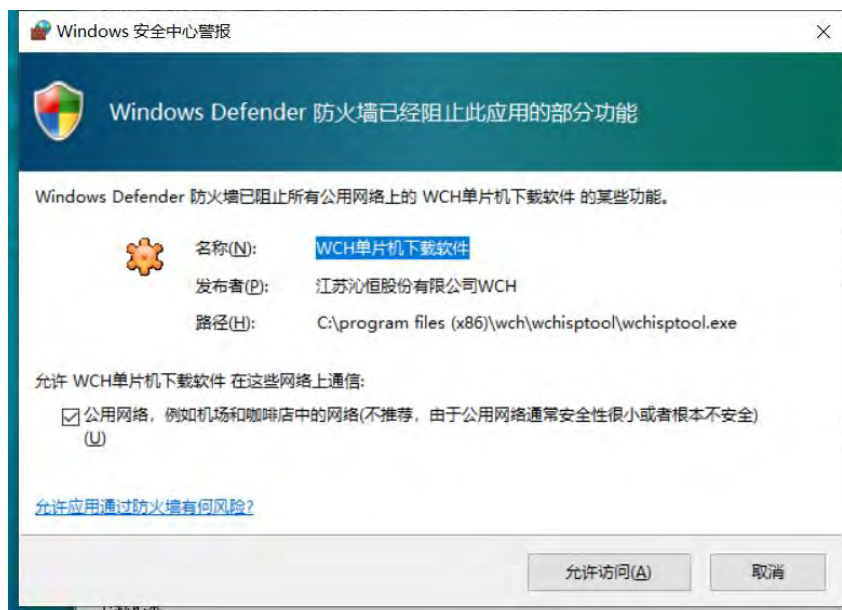 Windows 安全中心警报
Windows Defender 防火墙已经阻止此应用的部分功能
Windows Defender 防火墙已阻止所有公用网络上的 WCH单片机下载软件 的某些功能。
名称(N): WCH单片机下载软件
发布者(P): 江苏沁恒股份有限公司WCH
路径(H): C:\program files (x86)\wch\wchisptool\wchisptool.exe
允许 WCH单片机下载软件 在这些网络上通信:
公用网络，例如机场和咖啡店中的网络(不推荐，由于公用网络通常安全性很小或者根本不安全)
(U)
允许应用通过防火墙有何风险?
允许访问(A) 取消